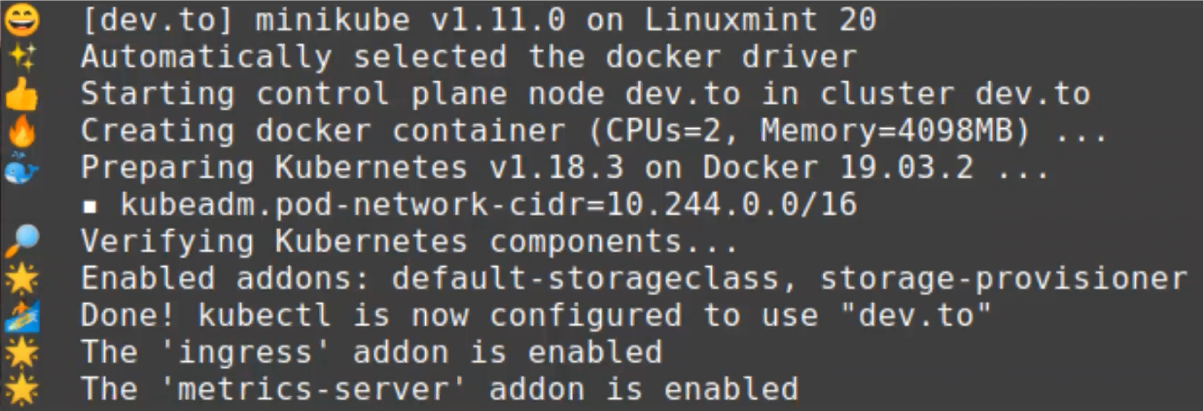 😄 [dev.to] minikube v1.11.0 on Linuxmint 20
✨ Automatically selected the docker driver
👍 Starting control plane node dev.to in cluster dev.to
🔥 Creating docker container (CPUs=2, Memory=4098MB) ...
🐳 Preparing Kubernetes v1.18.3 on Docker 19.03.2 ...
▪ kubeadm.pod-network-cidr=10.244.0.0/16
🔎 Verifying Kubernetes components...
🌟 Enabled addons: default-storageclass, storage-provisioner
🏄 Done! kubectl is now configured to use "dev.to"
🌟 The 'ingress' addon is enabled
🌟 The 'metrics-server' addon is enabled